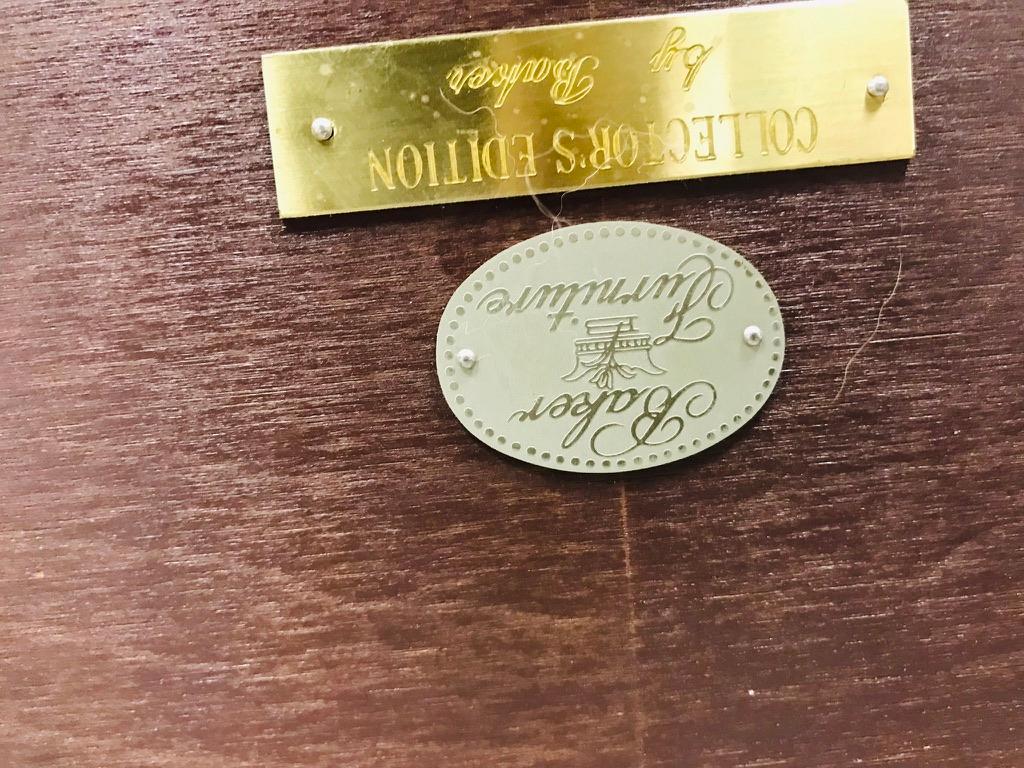 COLLECTOR'S EDITION
by Baker
Baker
Furniture